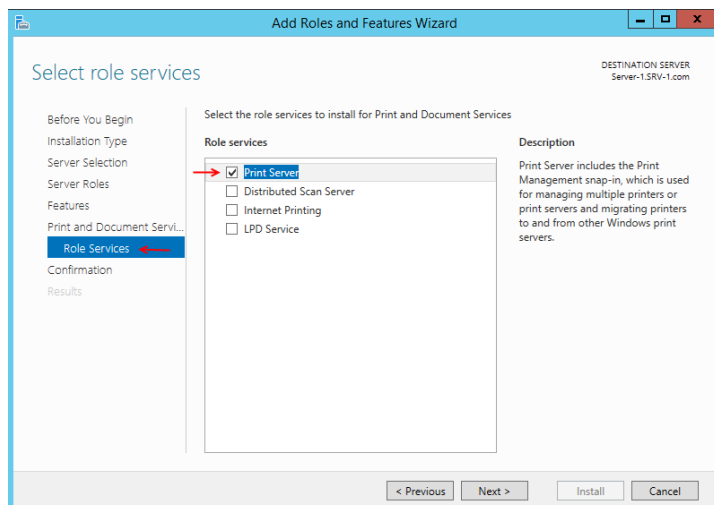 Add Roles and Features Wizard
Select role services
DESTINATION SERVER
Server-1.SRV-1.com
Before You Begin
Installation Type
Server Selection
Server Roles
Features
Print and Document Servi...
Role Services
Confirmation
Results
Select the role services to install for Print and Document Services
Role services
Print Server
Distributed Scan Server
Internet Printing
LPD Service
Description
Print Server includes the Print
Management snap-in, which is used
for managing multiple printers or
print servers and migrating printers
to and from other Windows print
servers.
< Previous
Next >
Install
Cancel